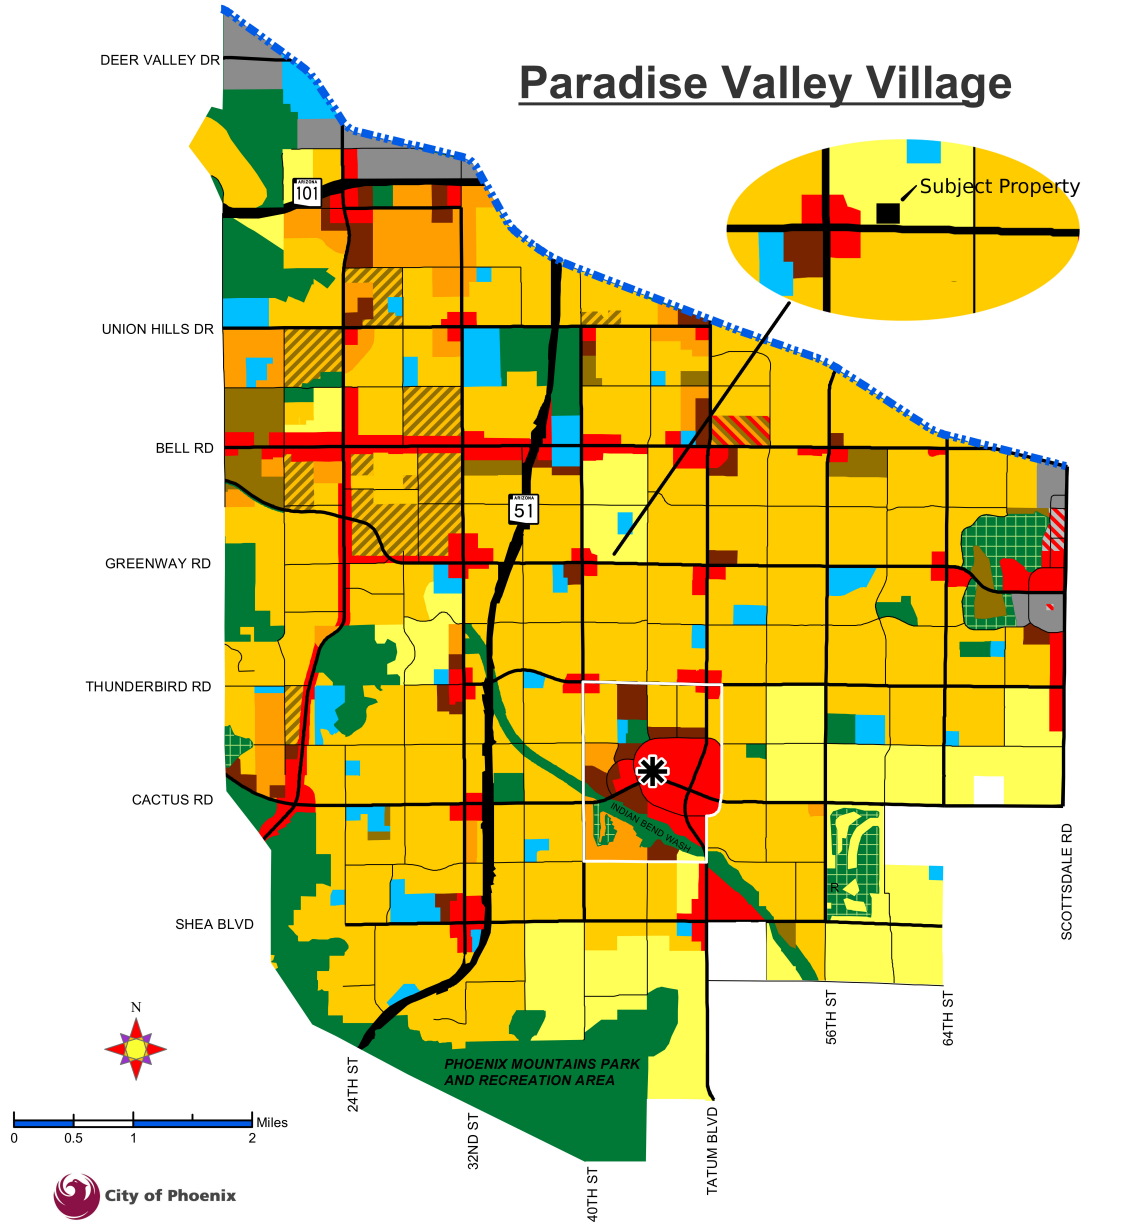 DEER VALLEY DR
Paradise Valley Village
ARIZONA
101
Subject Property
UNION HILLS DR
BELL RD
ARIZONA
51
GREENWAY RD
THUNDERBIRD RD
CACTUS RD
INDIAN BEND WASH
R
SHEA BLVD
SCOTTSDALE RD
56TH ST
64TH ST
N
PHOENIX MOUNTAINS PARK
AND RECREATION AREA
24TH ST
32ND ST
40TH ST
TATUM BLVD
Miles
0 0.5 1 2
City of Phoenix